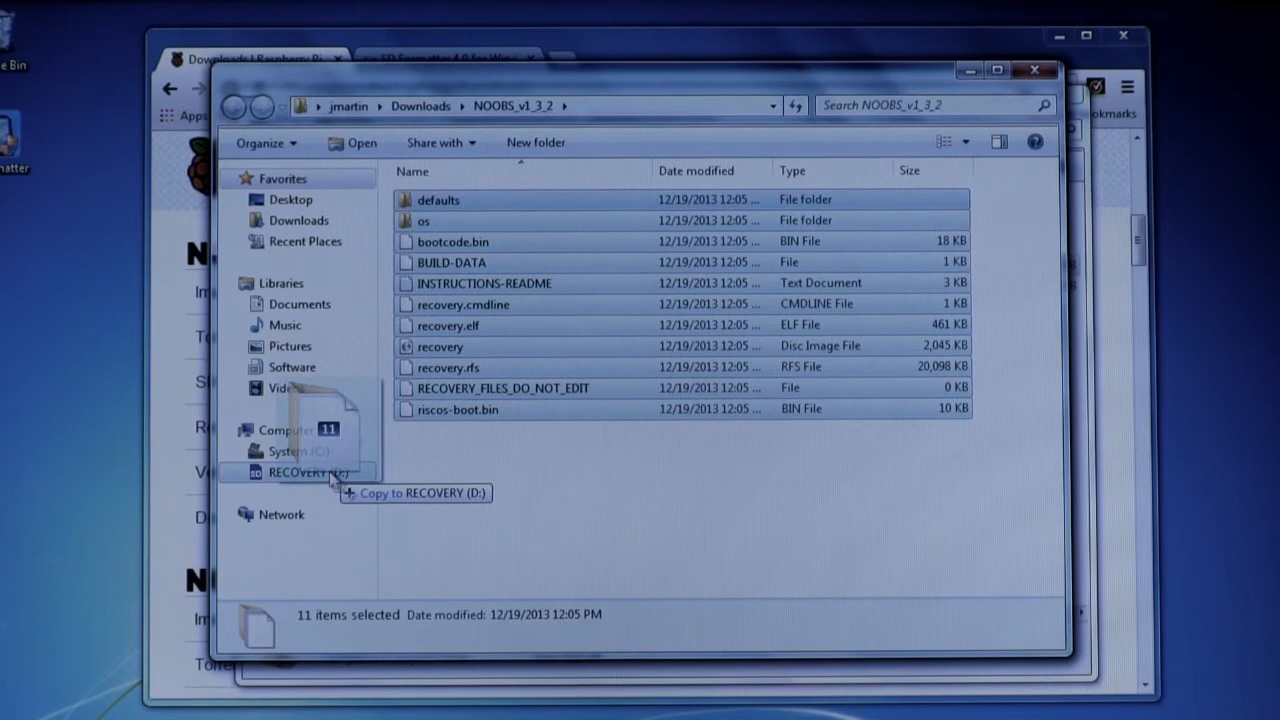 e Bin
Downloads | Raspberry Pi
SD Formatter 4.0 for Win
jmartin Downloads NOOBS_v1_3_2
Search NOOBS_v1_3_2
Apps
okmarks
Organize Open Share with New folder
Name Date modified Type Size
Favorites
Desktop
Downloads
Recent Places
Libraries
Documents
Music
Pictures
Software
Computer
System (C:)
RECOVERY (D:)
Network
defaults 12/19/2013 12:05 ... File folder
os 12/19/2013 12:05 ... File folder
bootcode.bin 12/19/2013 12:05 ... BIN File 18 KB
BUILD-DATA 12/19/2013 12:05 ... File 1 KB
INSTRUCTIONS-README 12/19/2013 12:05 ... Text Document 3 KB
recovery.cmdline 12/19/2013 12:05 ... CMDLINE File 1 KB
recovery.elf 12/19/2013 12:05 ... ELF File 461 KB
recovery 12/19/2013 12:05 ... Disc Image File 2,045 KB
recovery.rfs 12/19/2013 12:05 ... RFS File 20,098 KB
RECOVERY_FILES_DO_NOT_EDIT 12/19/2013 12:05 ... File 0 KB
riscos-boot.bin 12/19/2013 12:05 ... BIN File 10 KB
11
Copy to RECOVERY (D:)
matter
11 items selected Date modified: 12/19/2013 12:05 PM